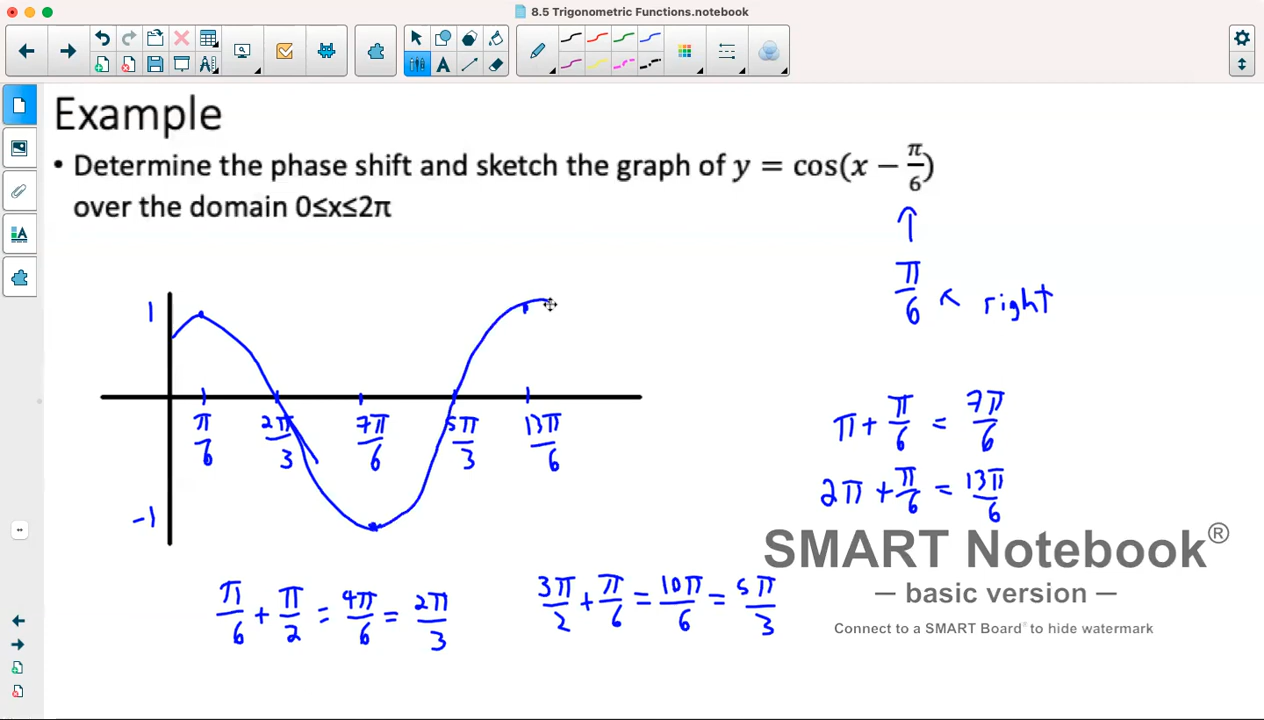 8.5 Trigonometric Functions.notebook
Example
• Determine the phase shift and sketch the graph of y = cos(x − π/6)
over the domain 0≤x≤2π
↑
π/6 ↖ right
1
π/6 2π/3 7π/6 5π/3 13π/6
-1
π + π/6 = 7π/6
2π + π/6 = 13π/6
SMART Notebook®
— basic version —
Connect to a SMART Board® to hide watermark
π/6 + π/2 = 4π/6 = 2π/3
3π/2 + π/6 = 10π/6 = 5π/3